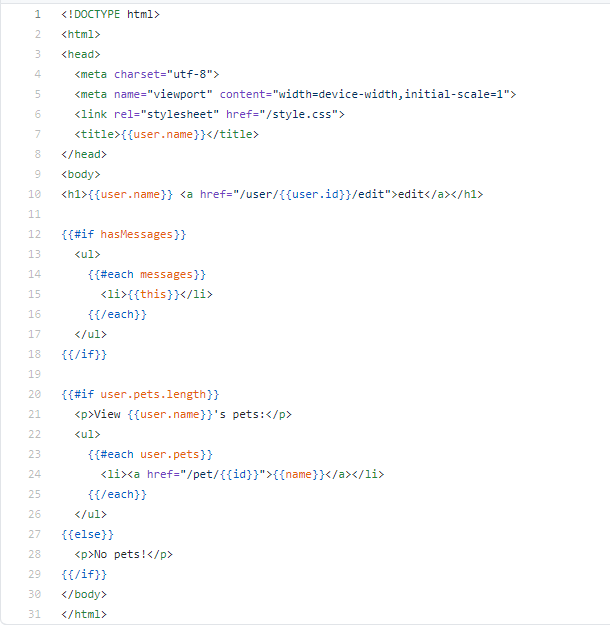 1 <!DOCTYPE html>
2 <html>
3 <head>
4   <meta charset="utf-8">
5   <meta name="viewport" content="width=device-width,initial-scale=1">
6   <link rel="stylesheet" href="/style.css">
7   <title>{{user.name}}</title>
8 </head>
9 <body>
10 <h1>{{user.name}} <a href="/user/{{user.id}}/edit">edit</a></h1>
11
12 {{#if hasMessages}}
13   <ul>
14     {{#each messages}}
15       <li>{{this}}</li>
16     {{/each}}
17   </ul>
18 {{/if}}
19
20 {{#if user.pets.length}}
21   <p>View {{user.name}}'s pets:</p>
22   <ul>
23     {{#each user.pets}}
24       <li><a href="/pet/{{id}}">{{name}}</a></li>
25     {{/each}}
26   </ul>
27 {{else}}
28   <p>No pets!</p>
29 {{/if}}
30 </body>
31 </html>